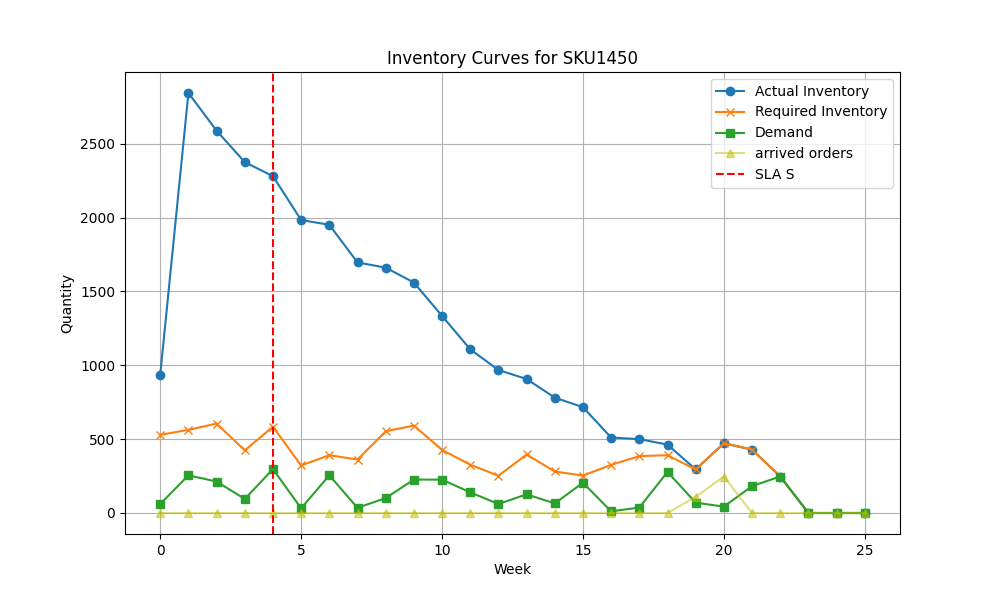 Inventory Curves for SKU1450
Actual Inventory
Required Inventory
Demand
arrived orders
SLA S
Quantity
2500
2000
1500
1000
500
0
0 5 10 15 20 25
Week